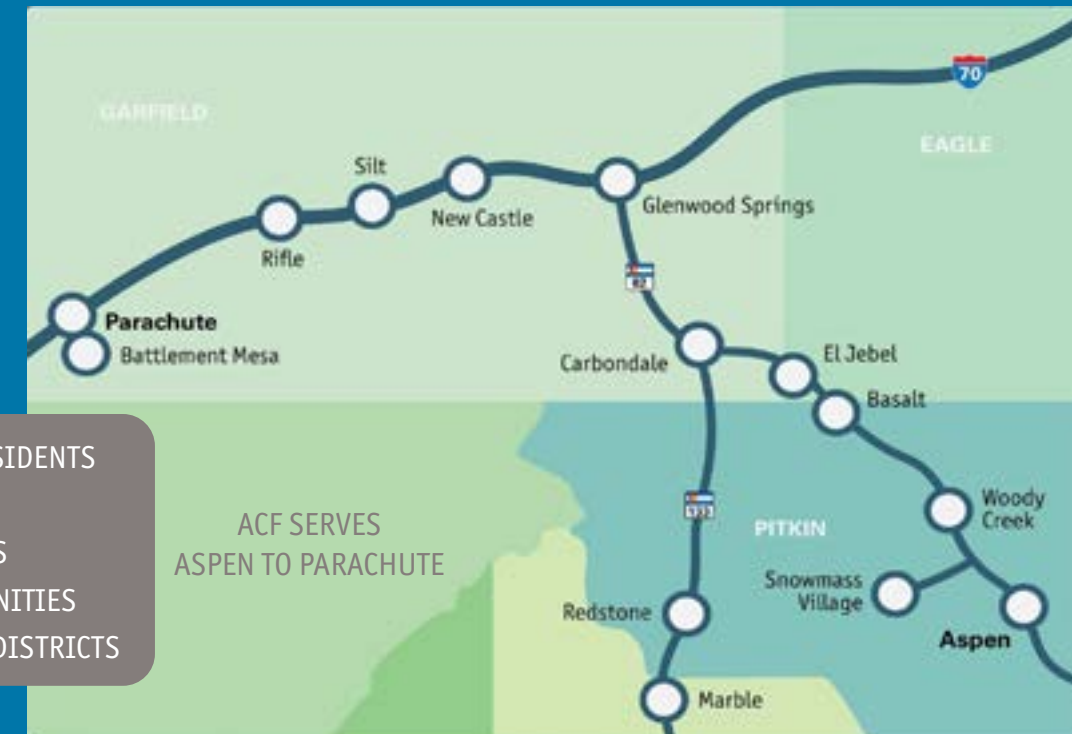 70
GARFIELD
EAGLE
Silt
New Castle
Glenwood Springs
Rifle
82
Parachute
Battlement Mesa
Carbondale
El Jebel
Basalt
SIDENTS
S
NITIES
DISTRICTS
ACF SERVES
ASPEN TO PARACHUTE
133
PITKIN
Woody
Creek
Snowmass
Village
Redstone
Aspen
Marble